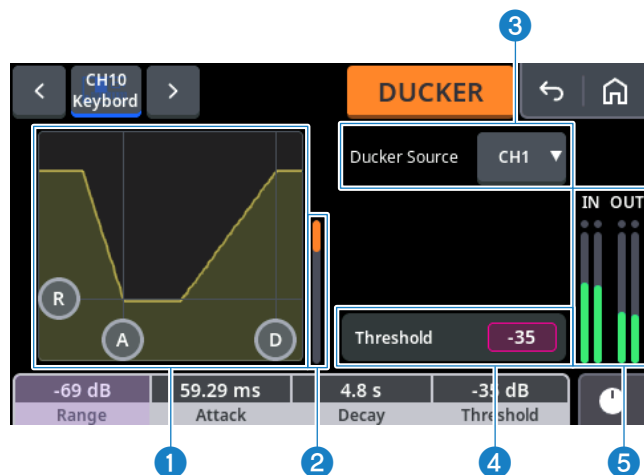 3
CH10
Keybord
DUCKER
Ducker Source CH1
IN OUT
R
A
D
Threshold -35
-69 dB 59.29 ms 4.8 s -35 dB
Range Attack Decay Threshold
1 2 4 5